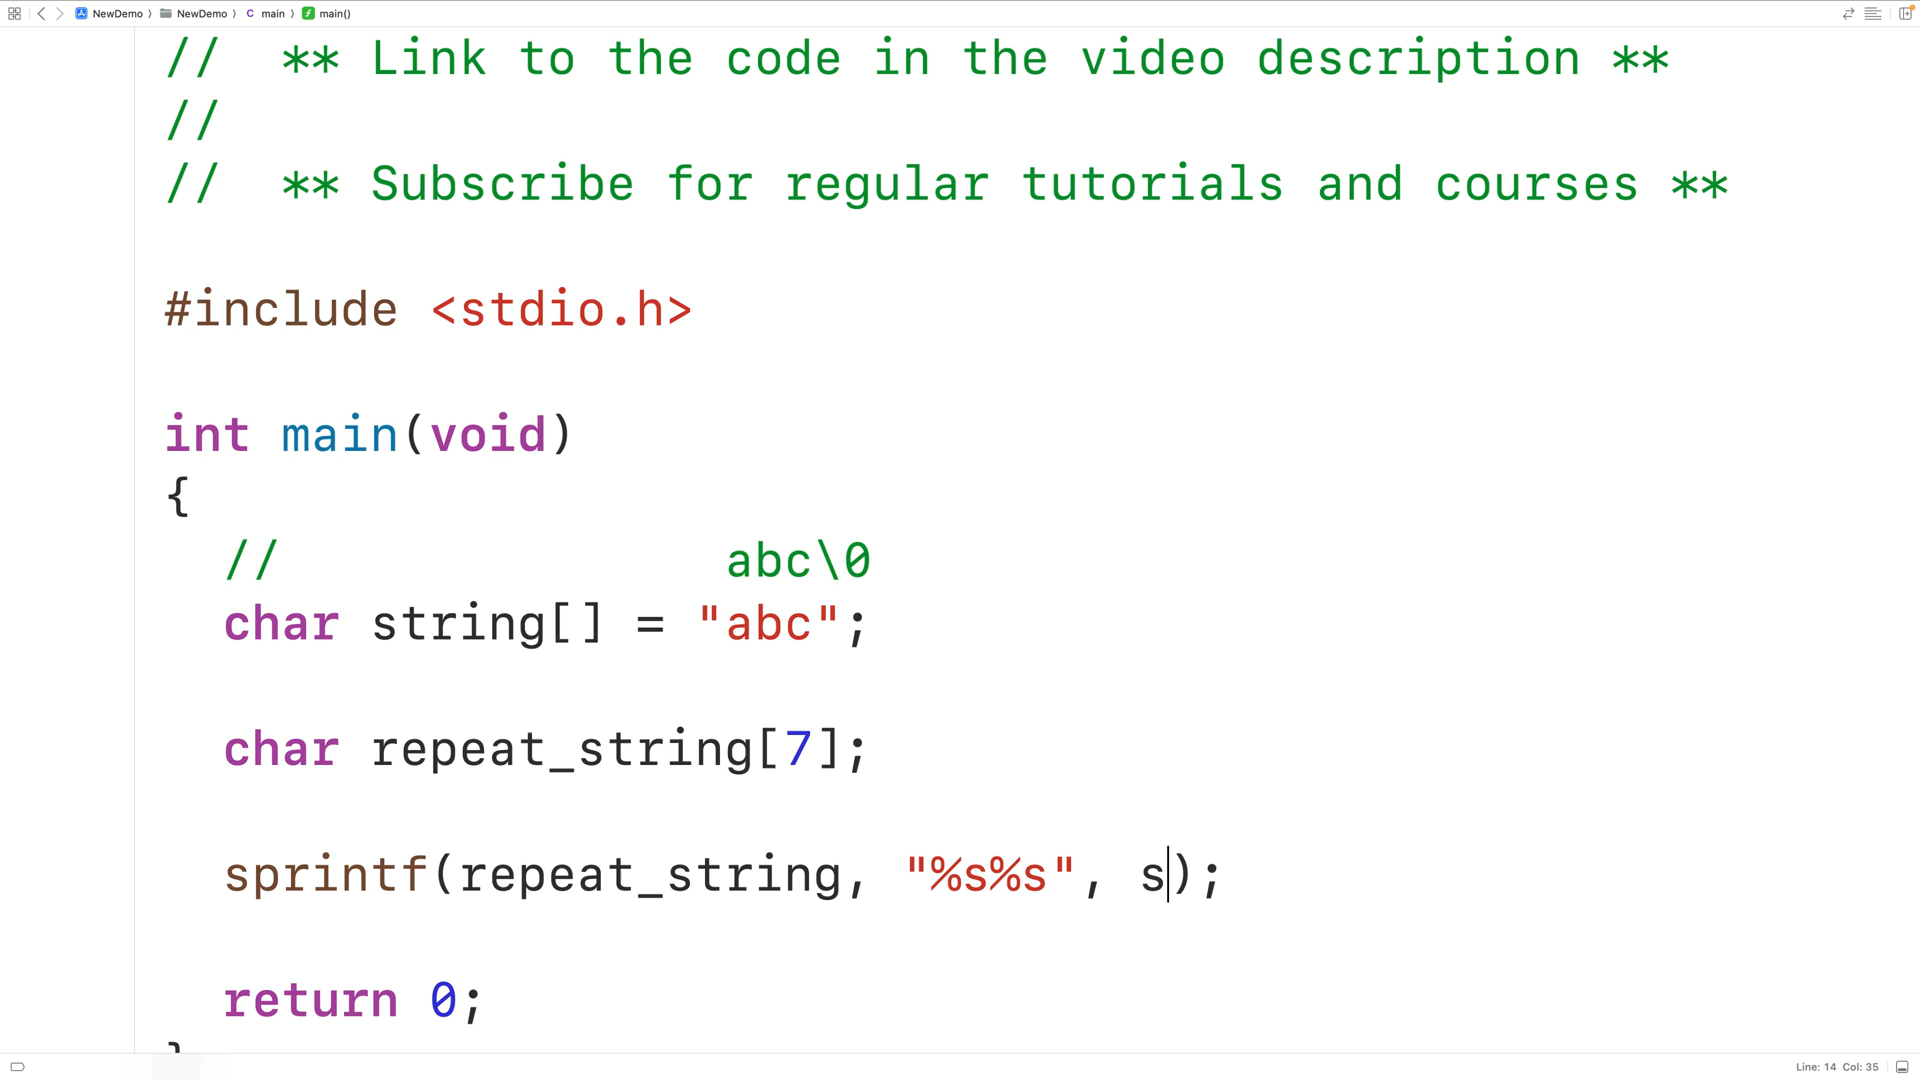 NewDemo 〉 NewDemo 〉 C main 〉 f main()
//  ** Link to the code in the video description **
//
//  ** Subscribe for regular tutorials and courses **
#include <stdio.h>
int main(void)
{
  //               abc\0
  char string[] = "abc";
  char repeat_string[7];
  sprintf(repeat_string, "%s%s", s);
  return 0;
}
Line: 14 Col: 35